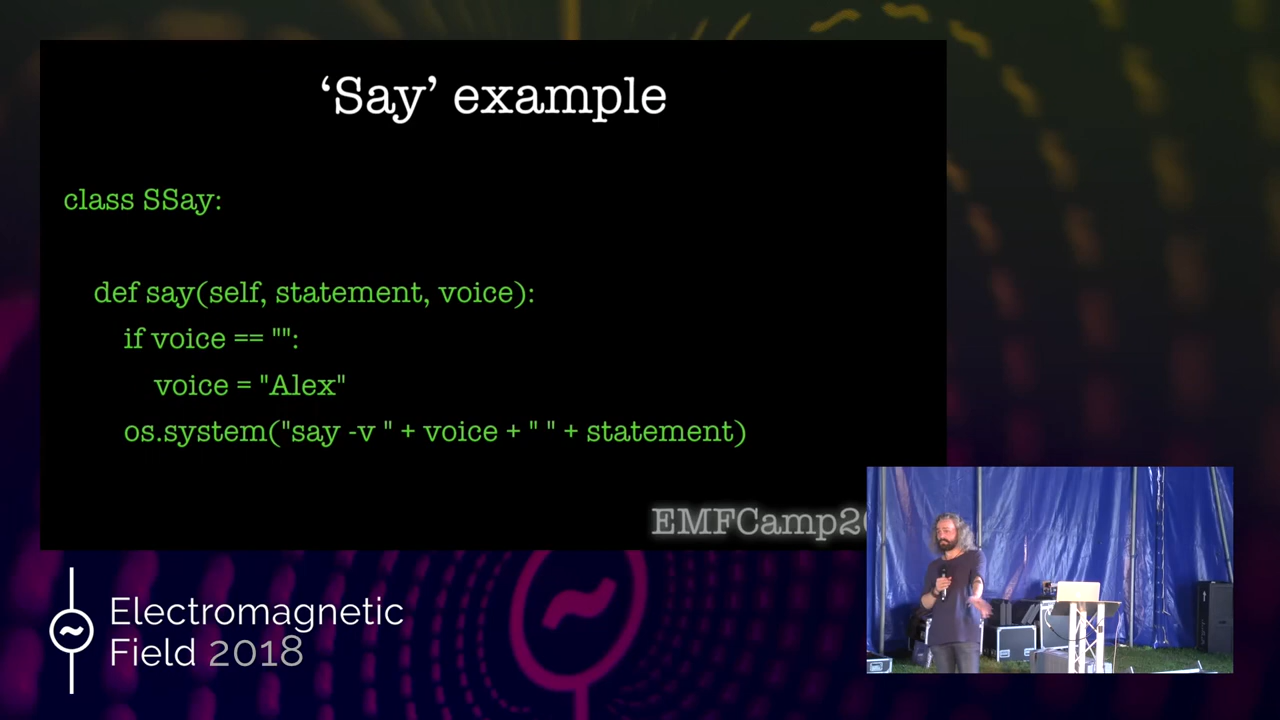 ‘Say’ example
class SSay:
def say(self, statement, voice):
if voice == "":
voice = "Alex"
os.system("say -v " + voice + " " + statement)
EMFCamp20
Electromagnetic
Field 2018